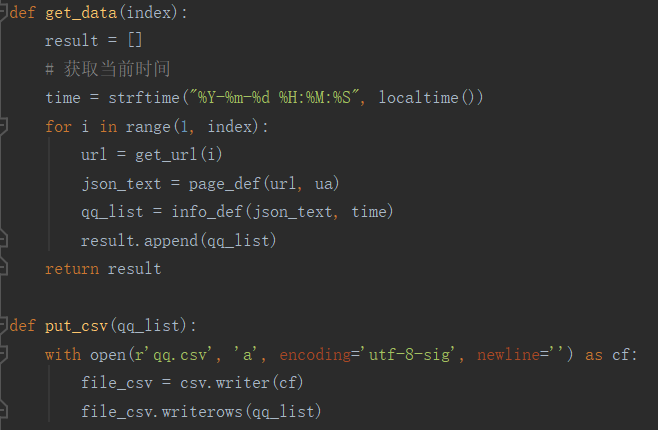 def get_data(index):
    result = []
    # 获取当前时间
    time = strftime("%Y-%m-%d %H:%M:%S", localtime())
    for i in range(1, index):
        url = get_url(i)
        json_text = page_def(url, ua)
        qq_list = info_def(json_text, time)
        result.append(qq_list)
    return result

def put_csv(qq_list):
    with open(r'qq.csv', 'a', encoding='utf-8-sig', newline='') as cf:
        file_csv = csv.writer(cf)
        file_csv.writerows(qq_list)